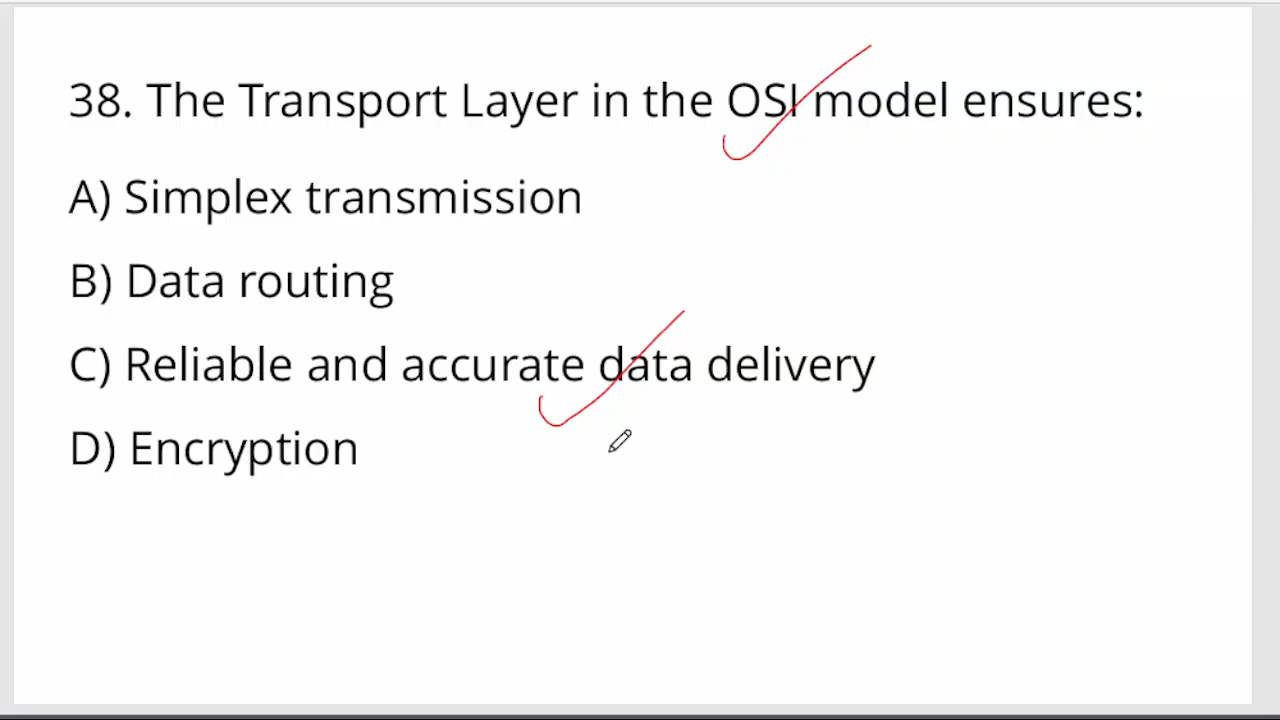 38. The Transport Layer in the OSI model ensures:
A) Simplex transmission
B) Data routing
C) Reliable and accurate data delivery
D) Encryption